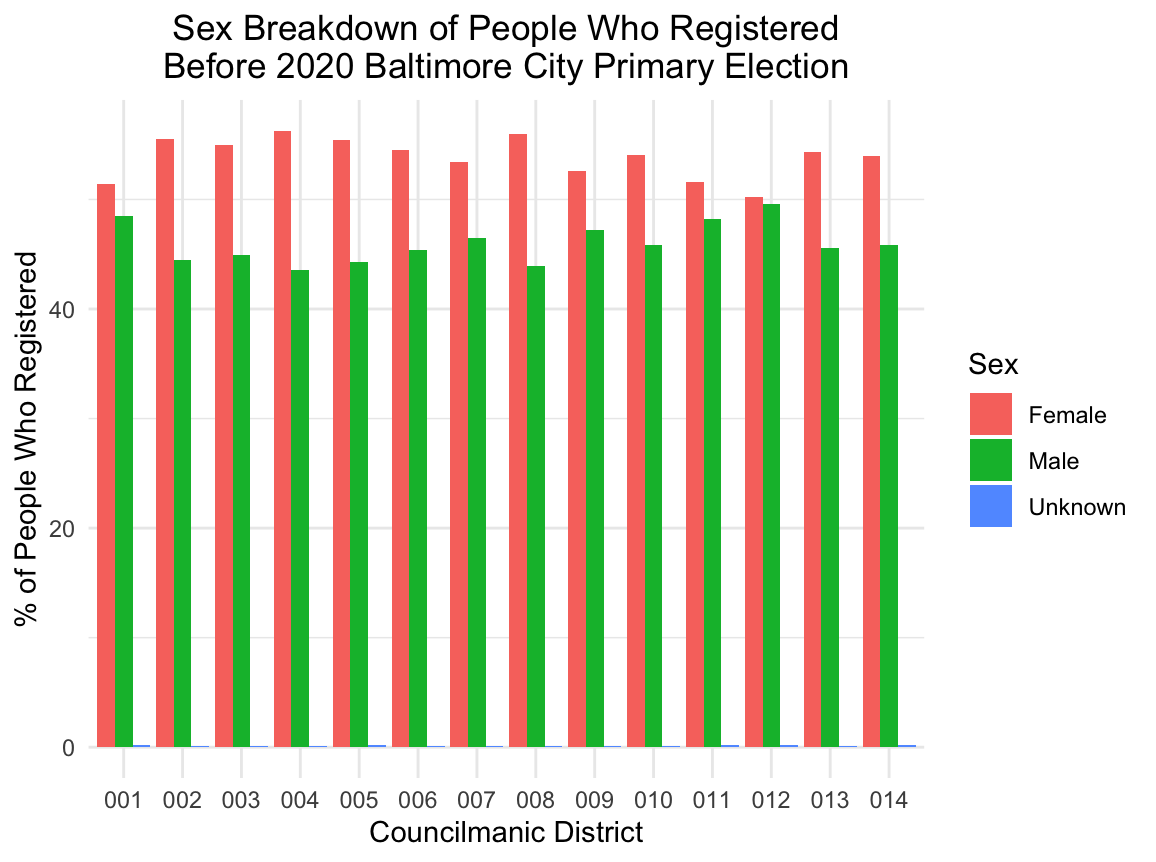 Sex Breakdown of People Who Registered
Before 2020 Baltimore City Primary Election
% of People Who Registered
40
20
0
001 002 003 004 005 006 007 008 009 010 011 012 013 014
Councilmanic District
Sex
Female
Male
Unknown